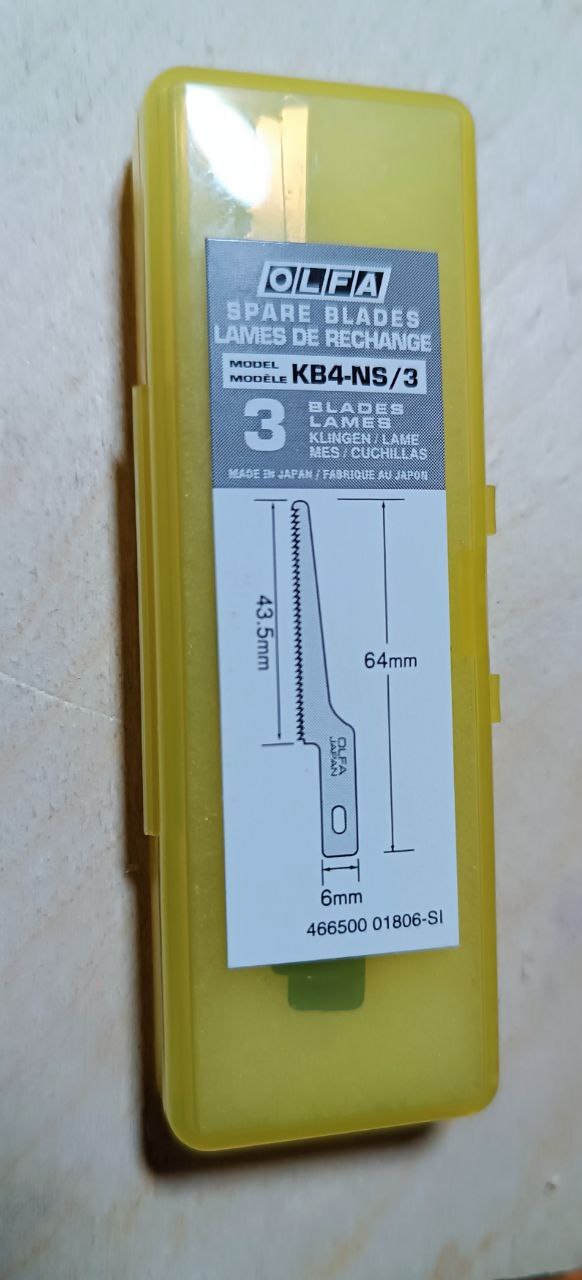 OLFA
SPARE BLADES
LAMES DE RECHANGE
MODEL
MODÈLE KB4-NS/3
3 BLADES
LAMES
KLINGEN / LAME
MES / CUCHILLAS
MADE IN JAPAN / FABRIQUE AU JAPON
43.5mm
64mm
OLFA
JAPAN
6mm
466500 01806-SI